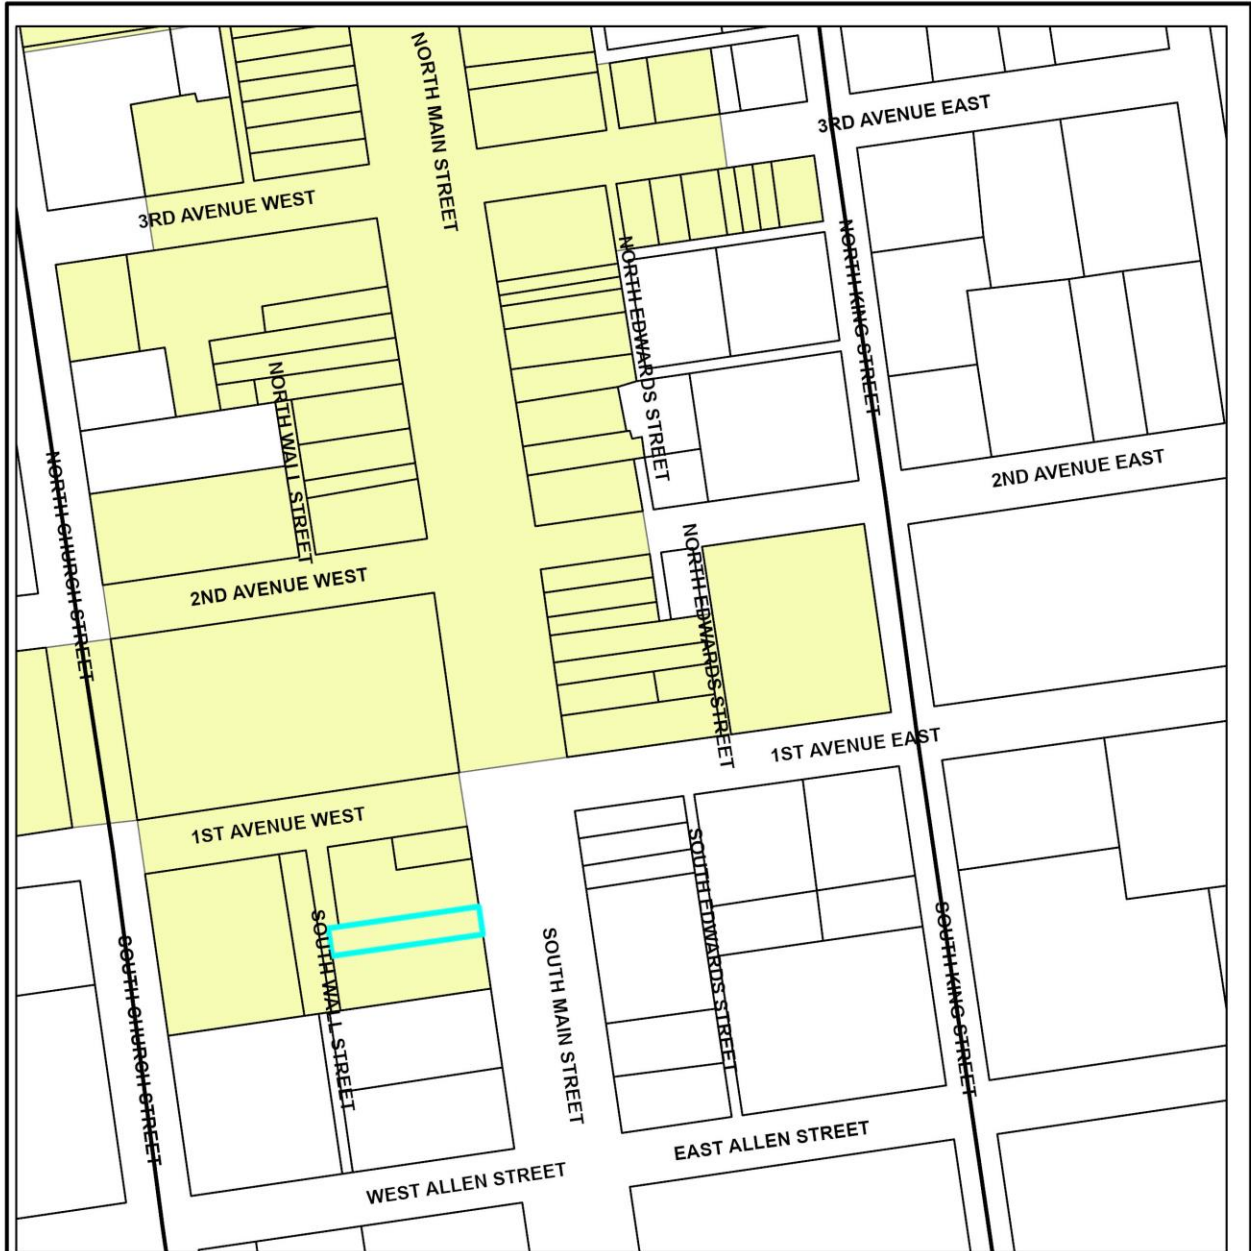 NORTH MAIN STREET
3RD AVENUE EAST
3RD AVENUE WEST
NORTH EDWARDS STREET
NORTH KING STREET
NORTH WALL STREET
NORTH CHURCH STREET
2ND AVENUE EAST
2ND AVENUE WEST
NORTH EDWARDS STREET
1ST AVENUE EAST
1ST AVENUE WEST
SOUTH EDWARDS STREET
SOUTH WALL STREET
SOUTH KING STREET
SOUTH MAIN STREET
SOUTH CHURCH STREET
EAST ALLEN STREET
WEST ALLEN STREET